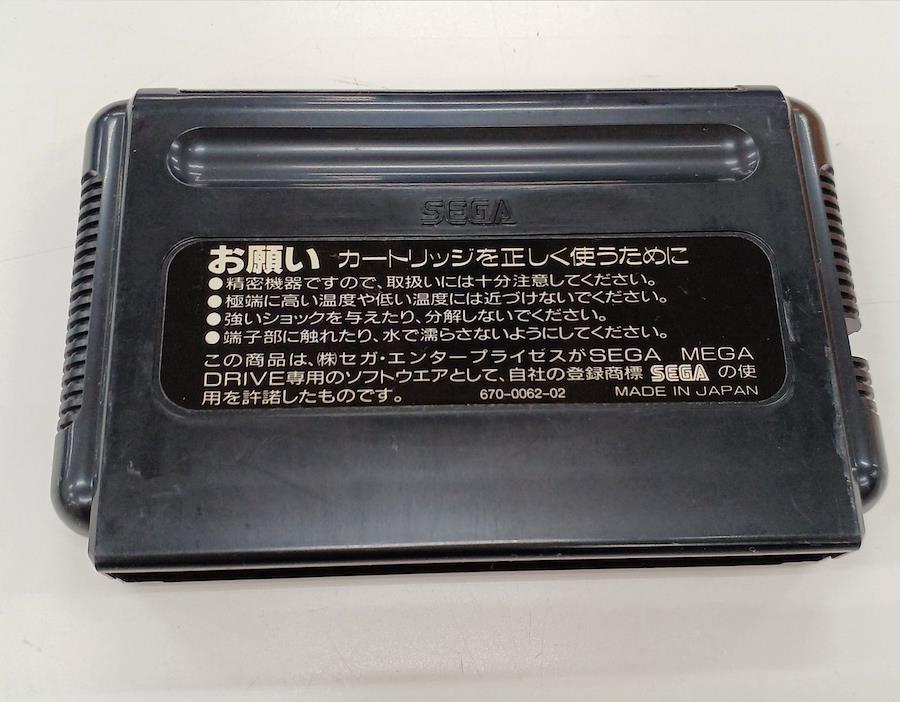 SEGA
お願い カートリッジを正しく使うために
●精密機器ですので、取扱いには十分注意してください。
●極端に高い温度や低い温度には近づけないでください。
●強いショックを与えたり、分解しないでください。
●端子部に触れたり、水で濡らさないようにしてください。
この商品は、㈱セガ・エンタープライゼスがSEGA MEGA
DRIVE専用のソフトウエアとして、自社の登録商標 SEGA の使
用を許諾したものです。 670-0062-02 MADE IN JAPAN